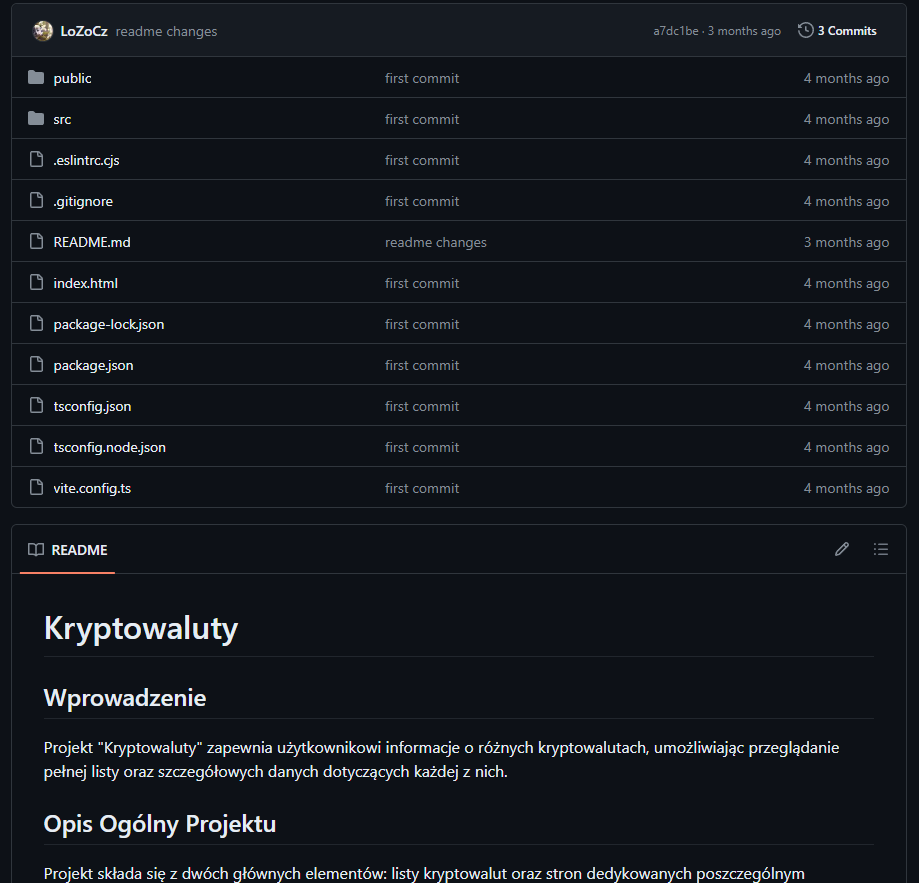 LoZoCz readme changes a7dc1be · 3 months ago 3 Commits
public first commit 4 months ago
src first commit 4 months ago
.eslintrc.cjs first commit 4 months ago
.gitignore first commit 4 months ago
README.md readme changes 3 months ago
index.html first commit 4 months ago
package-lock.json first commit 4 months ago
package.json first commit 4 months ago
tsconfig.json first commit 4 months ago
tsconfig.node.json first commit 4 months ago
vite.config.ts first commit 4 months ago
README
Kryptowaluty
Wprowadzenie
Projekt "Kryptowaluty" zapewnia użytkownikowi informacje o różnych kryptowalutach, umożliwiając przeglądanie
pełnej listy oraz szczegółowych danych dotyczących każdej z nich.
Opis Ogólny Projektu
Projekt składa się z dwóch głównych elementów: listy kryptowalut oraz stron dedykowanych poszczególnym